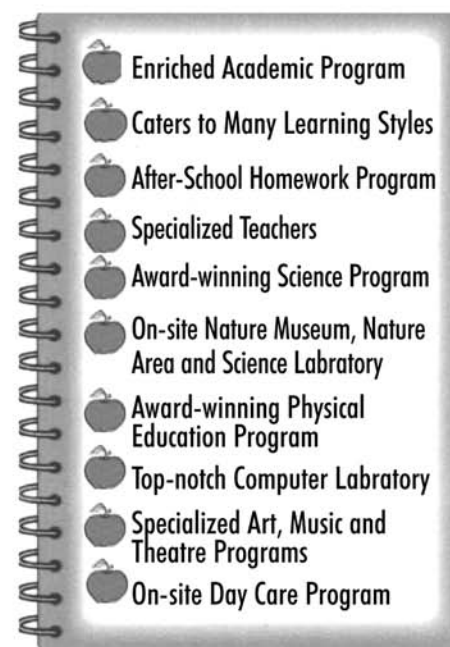 Enriched Academic Program
Caters to Many Learning Styles
After-School Homework Program
Specialized Teachers
Award-winning Science Program
On-site Nature Museum, Nature
Area and Science Labratory
Award-winning Physical
Education Program
Top-notch Computer Labratory
Specialized Art, Music and
Theatre Programs
On-site Day Care Program